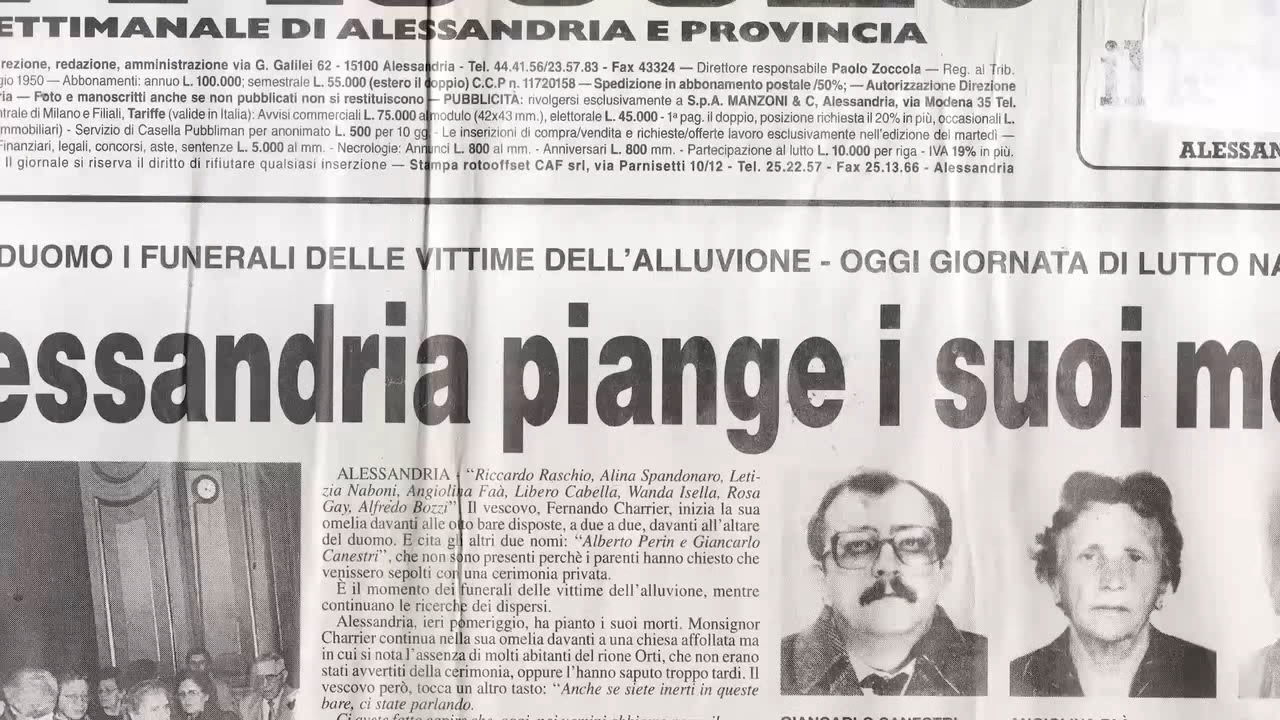 SETTIMANALE DI ALESSANDRIA E PROVINCIA
rezione, redazione, amministrazione via G. Galilei 62 - 15100 Alessandria - Tel. 44.41.56/23.57.83 - Fax 43324 — Direttore responsabile Paolo Zoccola — Reg. al Trib.
gio 1950 — Abbonamenti: annuo L. 100.000; semestrale L. 55.000 (estero il doppio) C.C.P n. 11720158 — Spedizione in abbonamento postale /50%; — Autorizzazione Direzione
ria — Foto e manoscritti anche se non pubblicati non si restituiscono — PUBBLICITÀ: rivolgersi esclusivamente a S.p.A. MANZONI & C, Alessandria, via Modena 35 Tel.
ntrale di Milano e Filiali, Tariffe (valide in Italia): Avvisi commerciali L. 75.000 al modulo (42x43 mm.), elettorale L. 45.000 - 1ª pag. il doppio, posizione richiesta il 20% in più, occasionali L.
mmobiliari) - Servizio di Casella Pubbliman per anonimato L. 500 per 10 gg. - Le inserzioni di compra/vendita e richieste/offerte lavoro esclusivamente nell'edizione del martedì —
Finanziari, legali, concorsi, aste, sentenze L. 5.000 al mm. - Necrologie: Annunci L. 800 al mm. - Anniversari L. 800 mm. - Partecipazione al lutto L. 10.000 per riga - IVA 19% in più.
Il giornale si riserva il diritto di rifiutare qualsiasi inserzione — Stampa rotooffset CAF srl, via Parnisetti 10/12 - Tel. 25.22.57 - Fax 25.13.66 - Alessandria
il
ALESSAN
DUOMO I FUNERALI DELLE VITTIME DELL'ALLUVIONE - OGGI GIORNATA DI LUTTO NA
essandria piange i suoi mo
ALESSANDRIA - “Riccardo Raschio, Alina Spandonaro, Leti-
zia Naboni, Angiolina Faà, Libero Cabella, Wanda Isella, Rosa
Gay, Alfredo Bozzi”. Il vescovo, Fernando Charrier, inizia la sua
omelia davanti alle otto bare disposte, a due a due, davanti all'altare
del duomo. E cita gli altri due nomi: “Alberto Perin e Giancarlo
Canestri”, che non sono presenti perchè i parenti hanno chiesto che
venissero sepolti con una cerimonia privata.
È il momento dei funerali delle vittime dell'alluvione, mentre
continuano le ricerche dei dispersi.
Alessandria, ieri pomeriggio, ha pianto i suoi morti. Monsignor
Charrier continua nella sua omelia davanti a una chiesa affollata ma
in cui si nota l'assenza di molti abitanti del rione Orti, che non erano
stati avvertiti della cerimonia, oppure l'hanno saputo troppo tardi. Il
vescovo però, tocca un altro tasto: “Anche se siete inerti in queste
bare, ci state parlando.
GIANCARLO CANESTRI
ANGIOLINA FAÀ